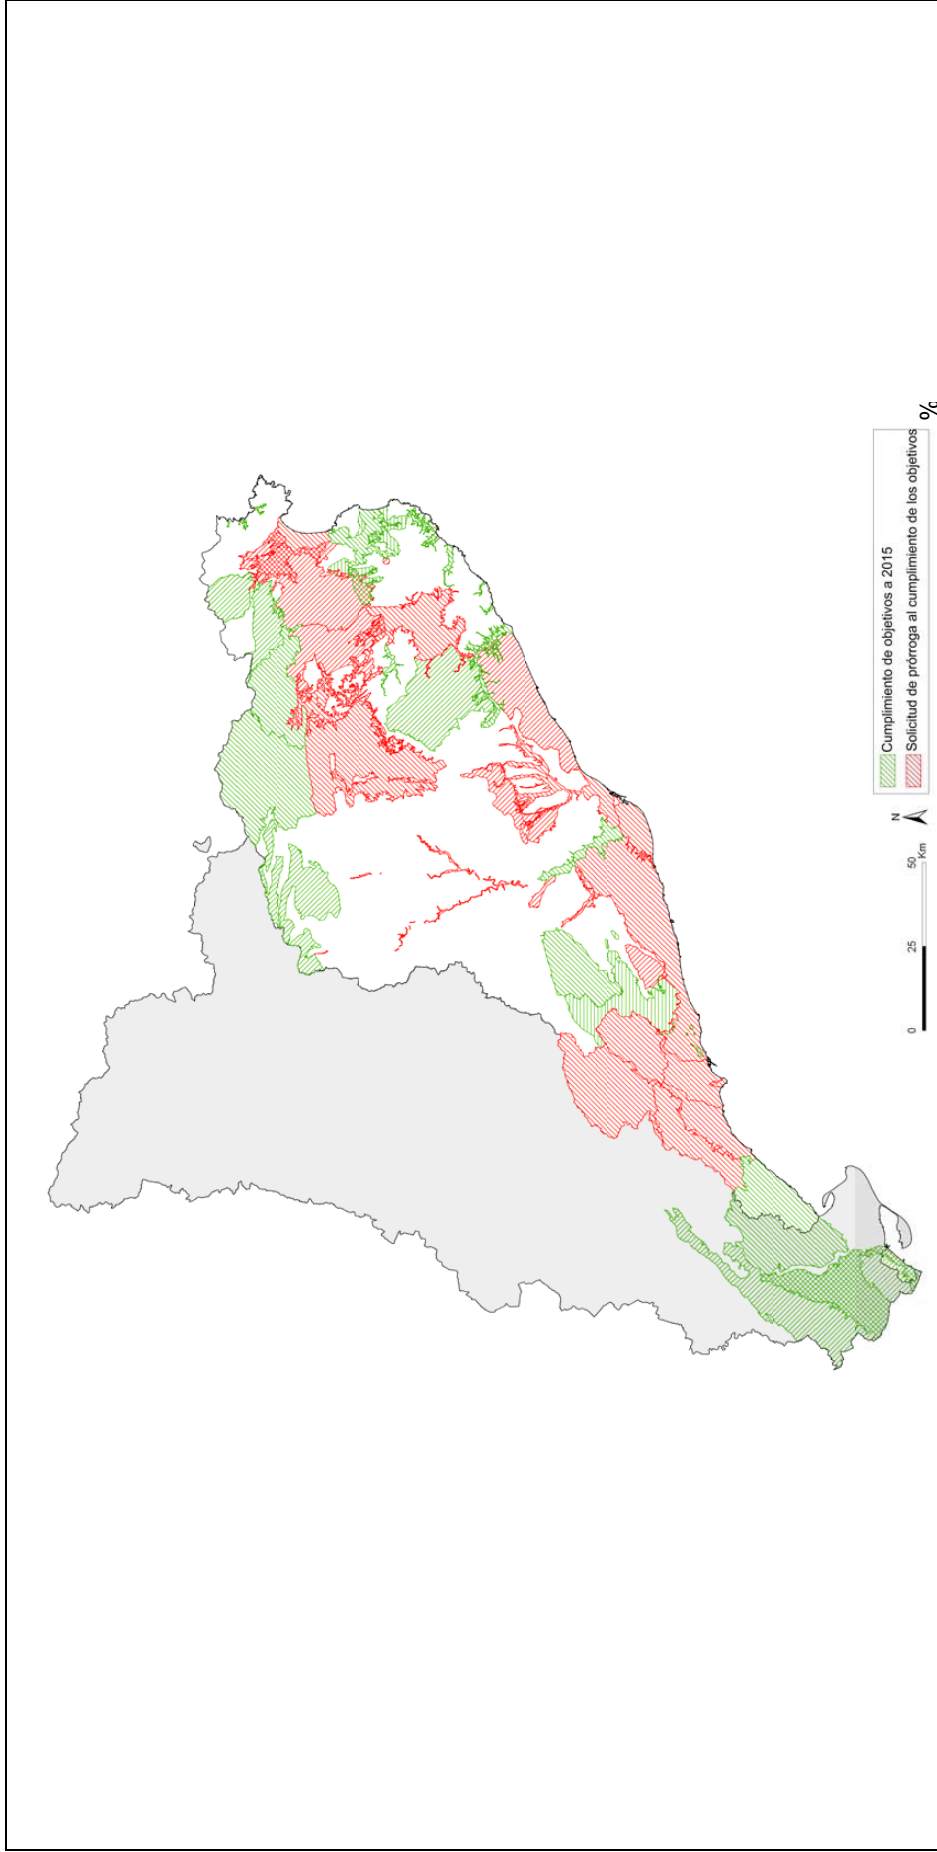 %
Cumplimiento de objetivos a 2015
Solicitud de prórroga al cumplimiento de los objetivos
N
0 25 50
Km